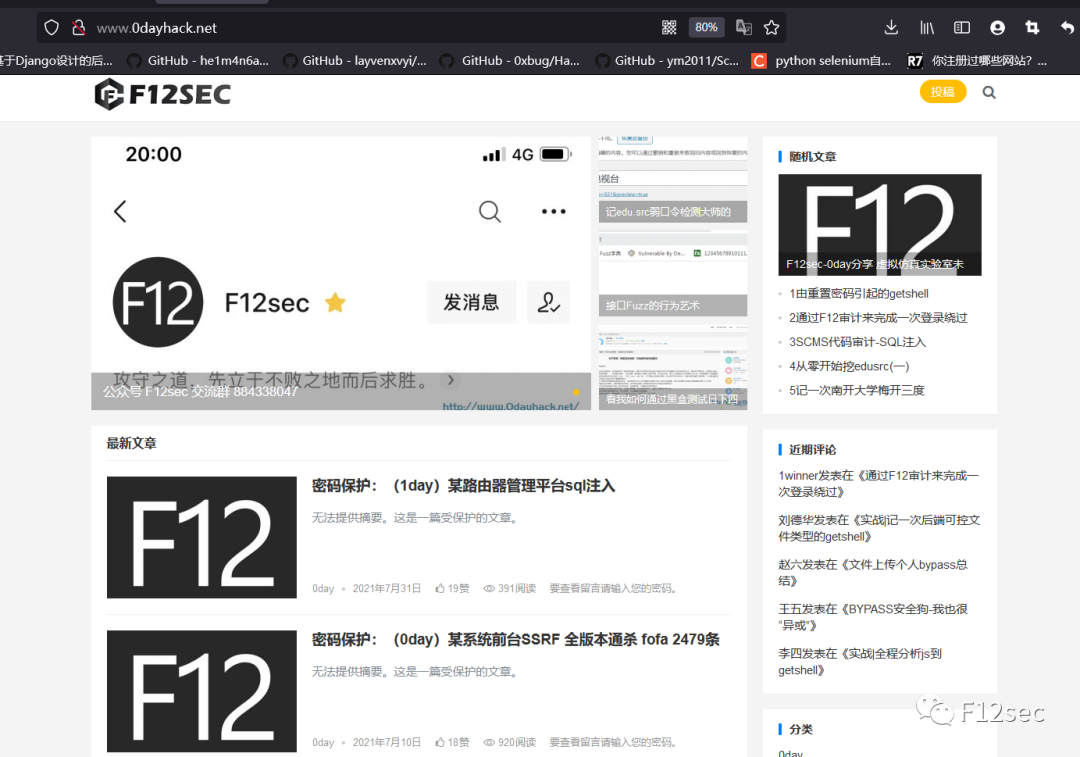 www.0dayhack.net
80%
基于Django设计的后...
GitHub - he1m4n6a...
GitHub - layvenxvyi/...
GitHub - 0xbug/Ha...
GitHub - ym2011/Sc...
C
python selenium自...
R7
你注册过哪些网站？...
F12SEC
投稿
20:00
4G
F12
F12sec
发消息
攻守之道，先立于不败之地而后求胜。
公众号 F12sec 交流群 884338047
http://www.0dayhack.net/
记edu.src弱口令检测大师的
Fuzz字典
Vulnerable By De...
12345678910111.
接口Fuzz的行为艺术
看我如何通过黑盒测试日下四
随机文章
F12
F12sec-0day分享 虚拟仿真实验室未
1由重置密码引起的getshell
2通过F12审计来完成一次登录绕过
3SCMS代码审计-SQL注入
4从零开始挖edusrc(一)
5记一次南开大学梅开三度
最新文章
F12
密码保护：（1day）某路由器管理平台sql注入
无法提供摘要。这是一篇受保护的文章。
0day
2021年7月31日
19赞
391阅读
要查看留言请输入您的密码。
F12
密码保护：（0day）某系统前台SSRF 全版本通杀 fofa 2479条
无法提供摘要。这是一篇受保护的文章。
0day
2021年7月10日
18赞
920阅读
要查看留言请输入您的密码。
近期评论
1winner发表在《通过F12审计来完成一
次登录绕过》
刘德华发表在《实战|记一次后端可控文
件类型的getshell》
赵六发表在《文件上传个人bypass总
结》
王五发表在《BYPASS安全狗-我也很
“异或”》
李四发表在《实战|全程分析js到
getshell》
分类
0day
F12sec